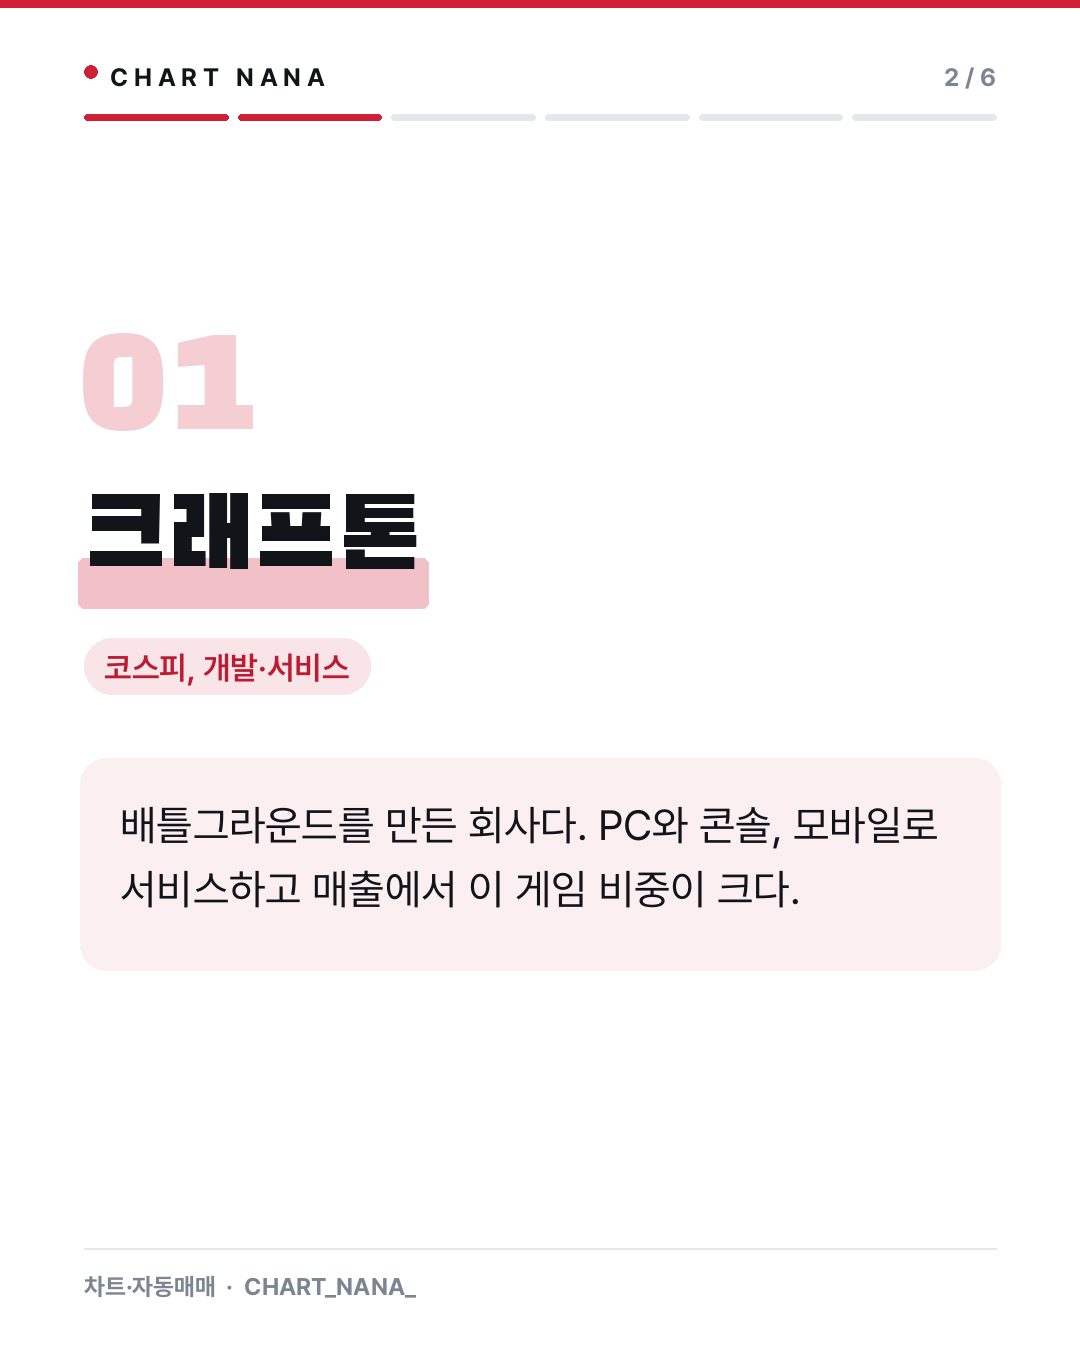 CHART NANA
2 / 6
01
크래프톤
코스피, 개발·서비스
배틀그라운드를 만든 회사다. PC와 콘솔, 모바일로
서비스하고 매출에서 이 게임 비중이 크다.
차트·자동매매 · CHART_NANA_